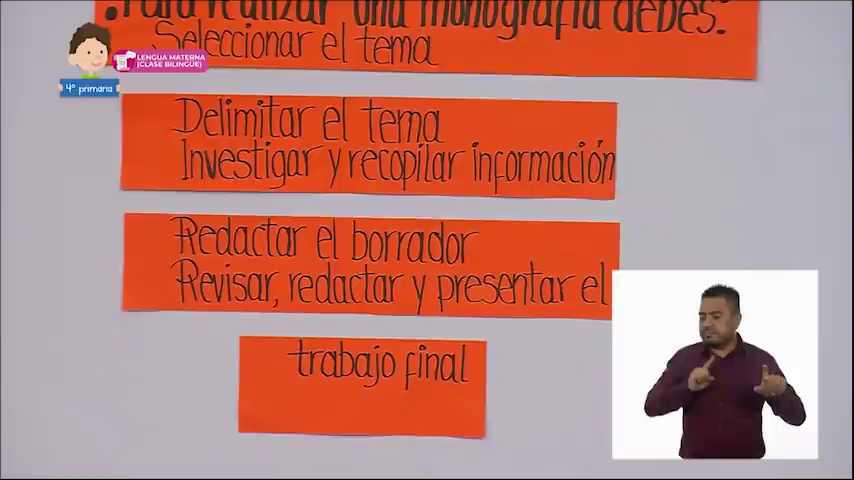 ¿Para realizar una monografía debes:
Seleccionar el tema
LENGUA MATERNA
(CLASE BILINGÜE)
4º primaria
Delimitar el tema
Investigar y recopilar información
Redactar el borrador
Revisar, redactar y presentar el
trabajo final